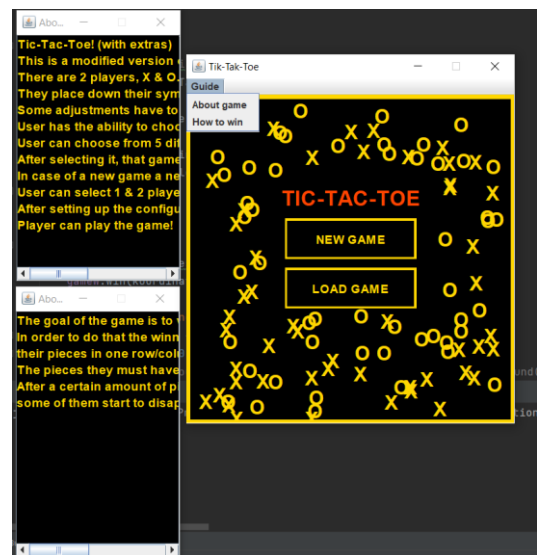 Abo...
Tic-Tac-Toe! (with extras)
This is a modified version
There are 2 players, X & O.
They place down their sym
Some adjustments have to
User has the ability to choo
User can choose from 5 dif
After selecting it, that game
In case of a new game a ne
User can select 1 & 2 playe
After setting up the configu
Player can play the game!
Abo...
The goal of the game is to
In order to do that the winn
their pieces in one row/colu
The pieces they must have
After a certain amount of p
some of them start to disap
Tik-Tak-Toe
Guide
About game
How to win
TIC-TAC-TOE
NEW GAME
LOAD GAME